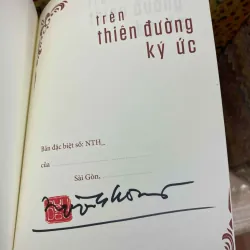 trên
thiên đường
ký ức
Bản đặc biệt số: NTH_
của
Sài Gòn,